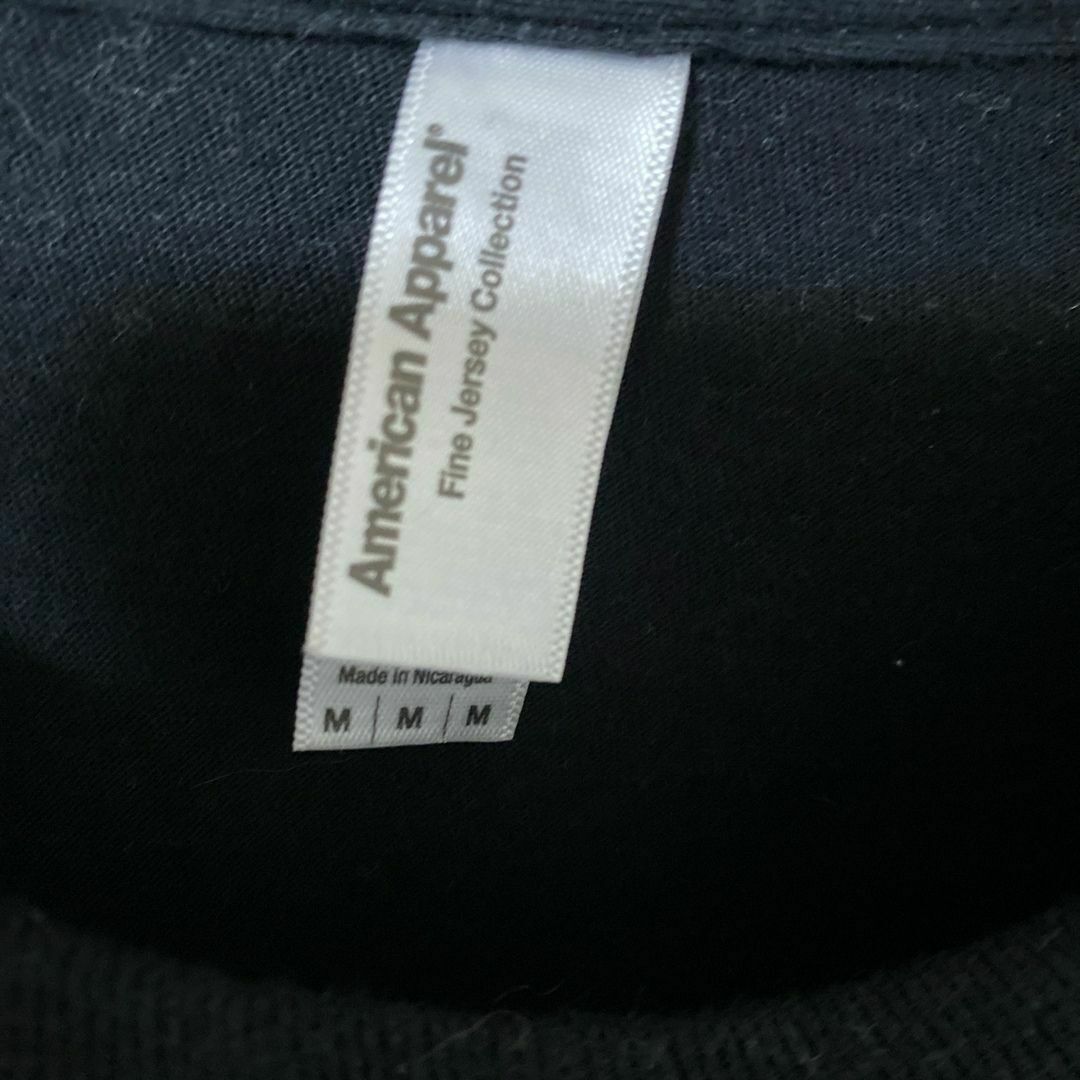 American Apparel®
Fine Jersey Collection
Made in Nicaragua
M | M | M